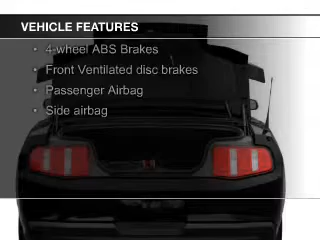 VEHICLE FEATURES
• 4-wheel ABS Brakes
• Front Ventilated disc brakes
• Passenger Airbag
• Side airbag